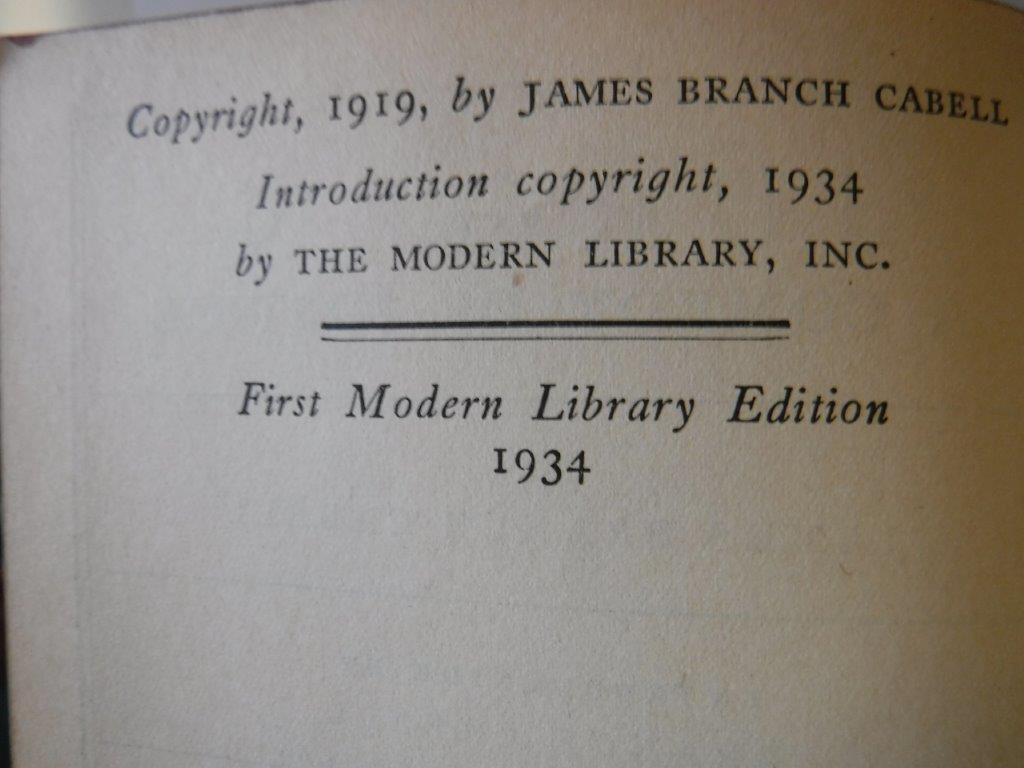 Copyright, 1919, by JAMES BRANCH CABELL
Introduction copyright, 1934
by THE MODERN LIBRARY, INC.
First Modern Library Edition
1934